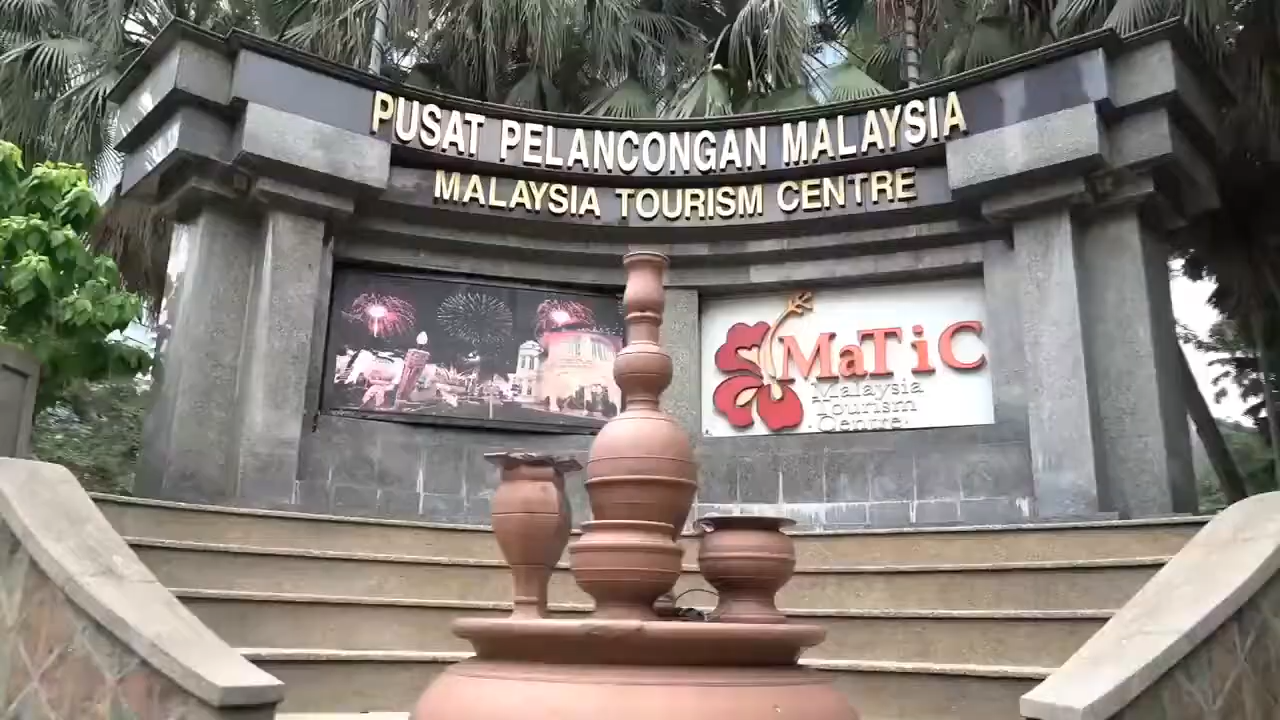 PUSAT PELANCONGAN MALAYSIA
MALAYSIA TOURISM CENTRE
MaTiC
Malaysia
Tourism
Centre